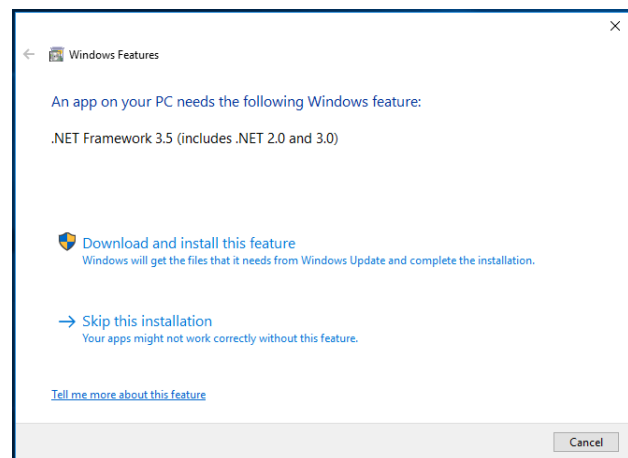 Windows Features
An app on your PC needs the following Windows feature:
.NET Framework 3.5 (includes .NET 2.0 and 3.0)
Download and install this feature
Windows will get the files that it needs from Windows Update and complete the installation.
Skip this installation
Your apps might not work correctly without this feature.
Tell me more about this feature
Cancel